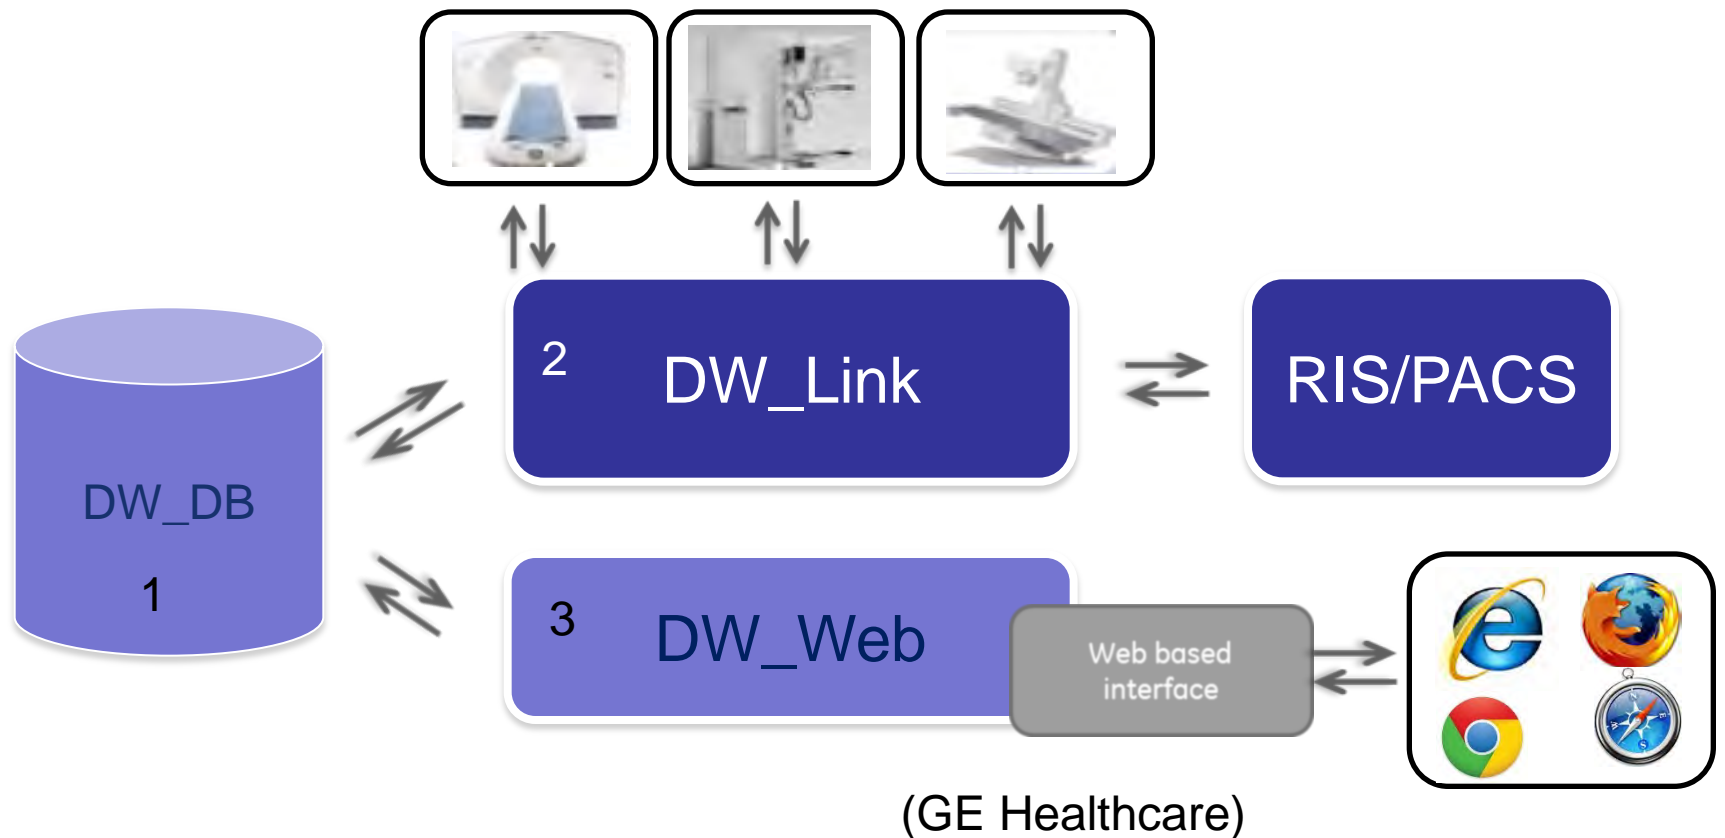 2
DW_Link
RIS/PACS
DW_DB
1
3
DW_Web
Web based
interface
N
E
S
W
(GE Healthcare)